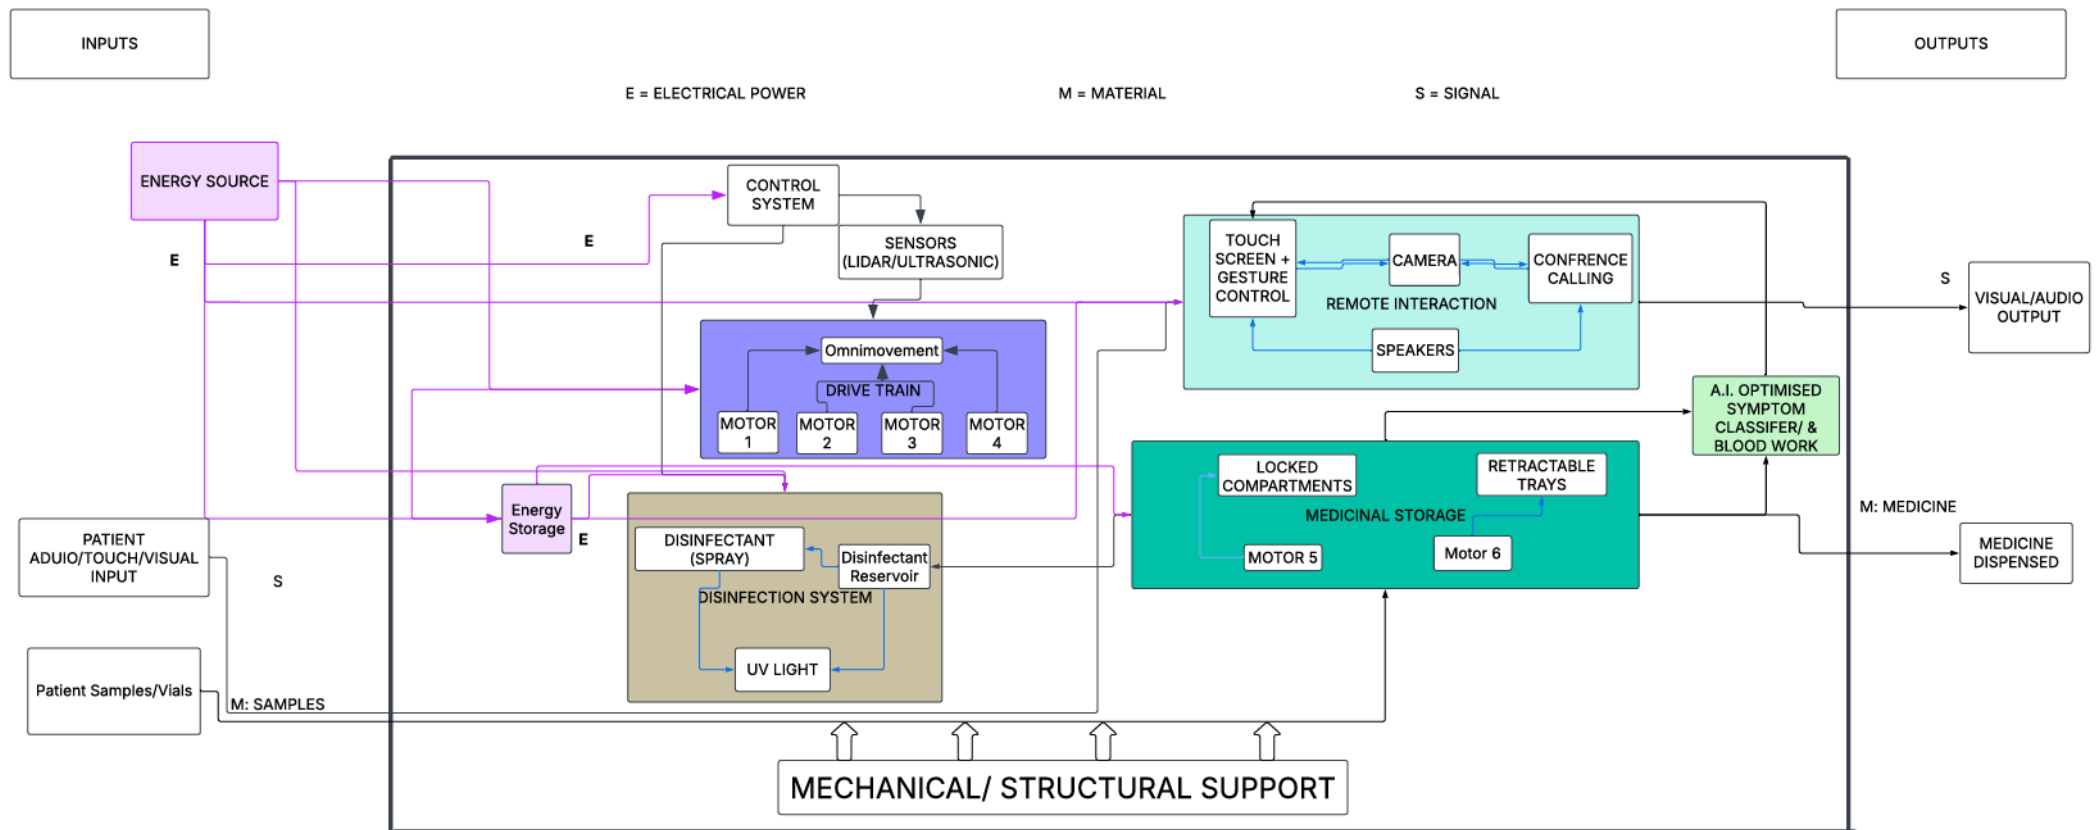 INPUTS
OUTPUTS
E = ELECTRICAL POWER
M = MATERIAL
S = SIGNAL
ENERGY SOURCE
E
E
CONTROL
SYSTEM
SENSORS
(LIDAR/ULTRASONIC)
TOUCH
SCREEN +
GESTURE
CONTROL
CAMERA
CONFRENCE
CALLING
REMOTE INTERACTION
SPEAKERS
S
VISUAL/AUDIO
OUTPUT
Omnimovement
DRIVE TRAIN
MOTOR
1
MOTOR
2
MOTOR
3
MOTOR
4
A.I. OPTIMISED
SYMPTOM
CLASSIFER/ &
BLOOD WORK
LOCKED
COMPARTMENTS
RETRACTABLE
TRAYS
MEDICINAL STORAGE
MOTOR 5
Motor 6
M: MEDICINE
MEDICINE
DISPENSED
Energy
Storage
E
DISINFECTANT
(SPRAY)
Disinfectant
Reservoir
DISINFECTION SYSTEM
UV LIGHT
PATIENT
ADUIO/TOUCH/VISUAL
INPUT
S
Patient Samples/Vials
M: SAMPLES
MECHANICAL/ STRUCTURAL SUPPORT